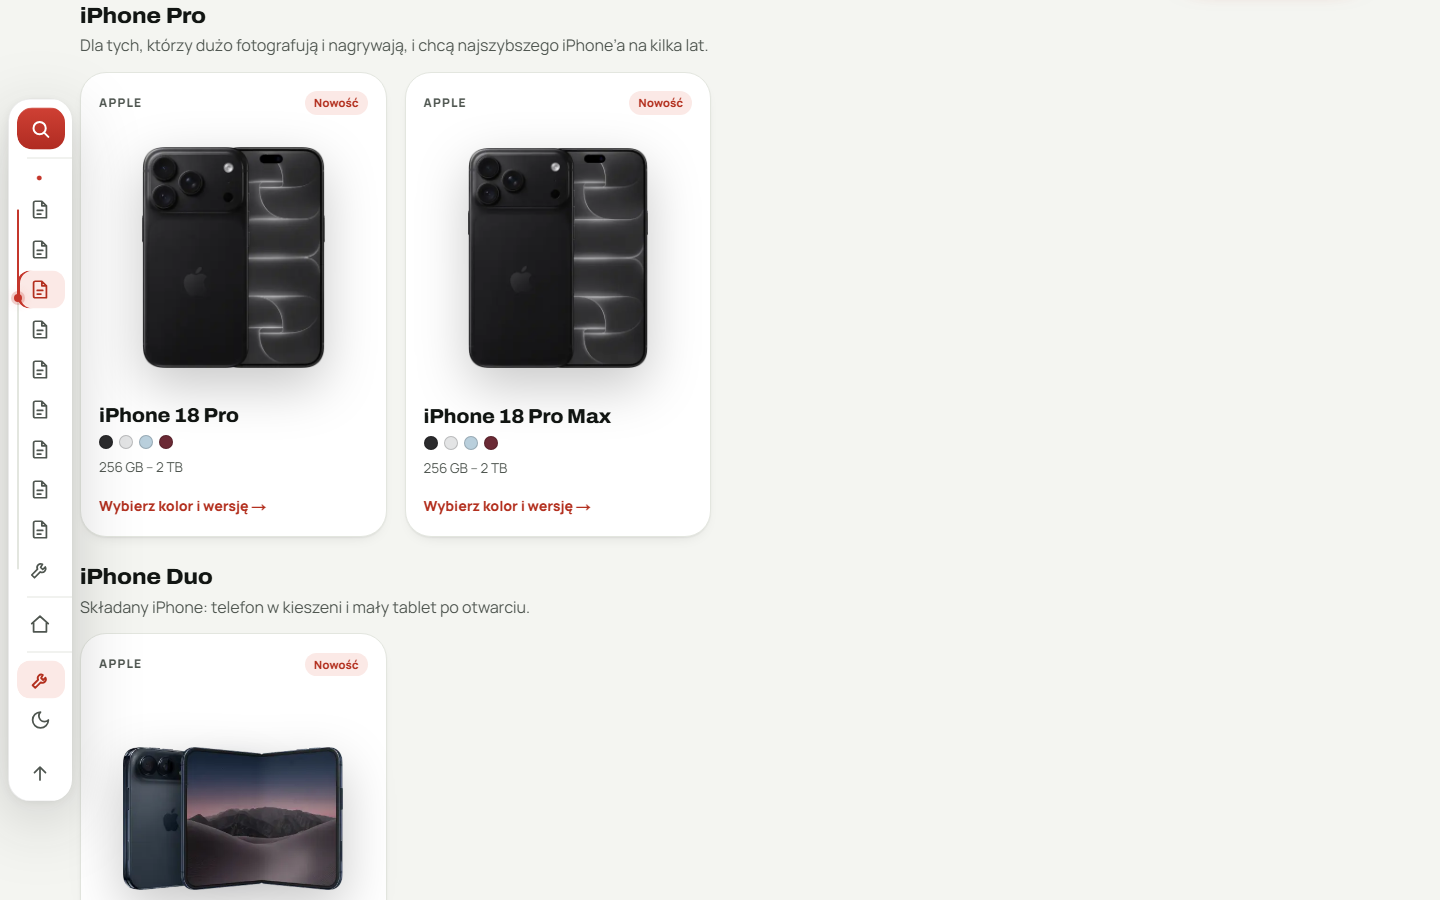 iPhone Pro
Dla tych, którzy dużo fotografują i nagrywają, i chcą najszybszego iPhone’a na kilka lat.
APPLE
Nowość
iPhone 18 Pro
256 GB – 2 TB
Wybierz kolor i wersję →
APPLE
Nowość
iPhone 18 Pro Max
256 GB – 2 TB
Wybierz kolor i wersję →
iPhone Duo
Składany iPhone: telefon w kieszeni i mały tablet po otwarciu.
APPLE
Nowość